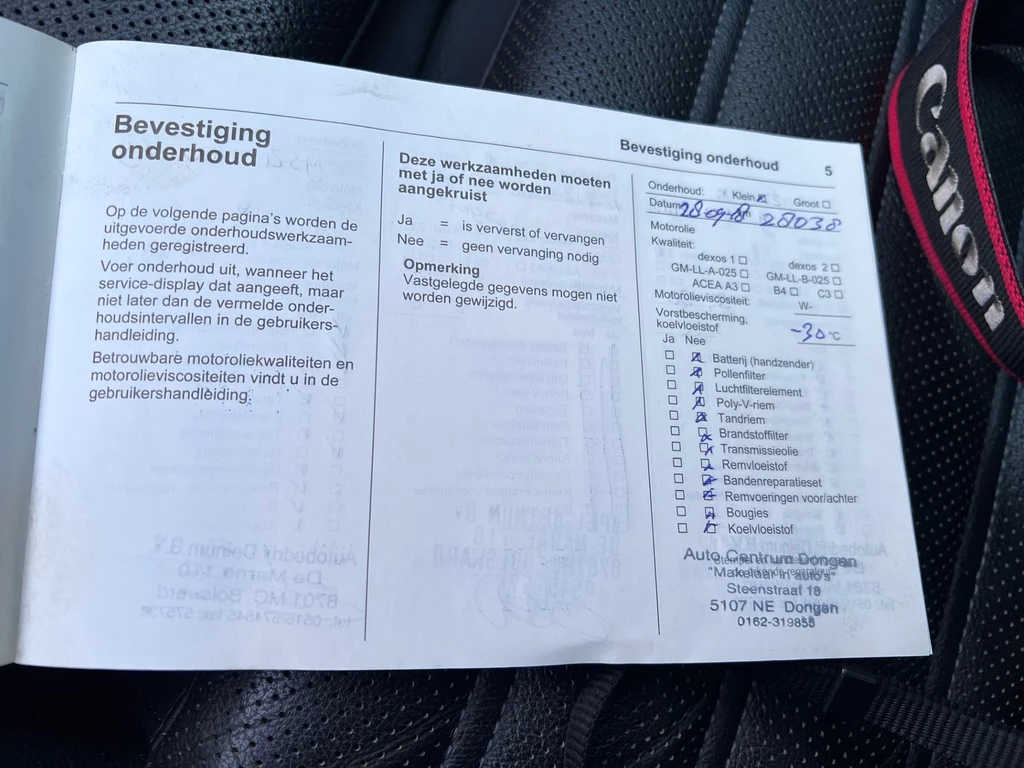 Bevestiging
onderhoud
Op de volgende pagina's worden de
uitgevoerde onderhoudswerkzaam-
heden geregistreerd.
Voer onderhoud uit, wanneer het
service-display dat aangeeft, maar
niet later dan de vermelde onder-
houdsintervallen in de gebruikers-
handleiding.
Betrouwbare motoroliekwaliteiten en
motorolieviscositeiten vindt u in de
gebruikershandleiding.
Deze werkzaamheden moeten
met ja of nee worden
aangekruist
Ja = is ververst of vervangen
Nee = geen vervanging nodig
Opmerking
Vastgelegde gegevens mogen niet
worden gewijzigd.
Bevestiging onderhoud 5
Onderhoud: Klein Groot
Datum 28-09-18 28038
Motorolie
Kwaliteit:
dexos 1 dexos 2
GM-LL-A-025 GM-LL-B-025
ACEA A3 B4 C3
Motorolieviscositeit: W-
Vorstbescherming,
koelvloeistof -30 °C
Ja Nee
Batterij (handzender)
Pollenfilter
Luchtfilterelement
Poly-V-riem
Tandriem
Brandstoffilter
Transmissieolie
Remvloeistof
Bandenreparatieset
Remvoeringen voor/achter
Bougies
Koelvloeistof
Auto Centrum Dongen
"Makelaar in auto's"
Steenstraat 18
5107 NE Dongen
0162-319855
Canon